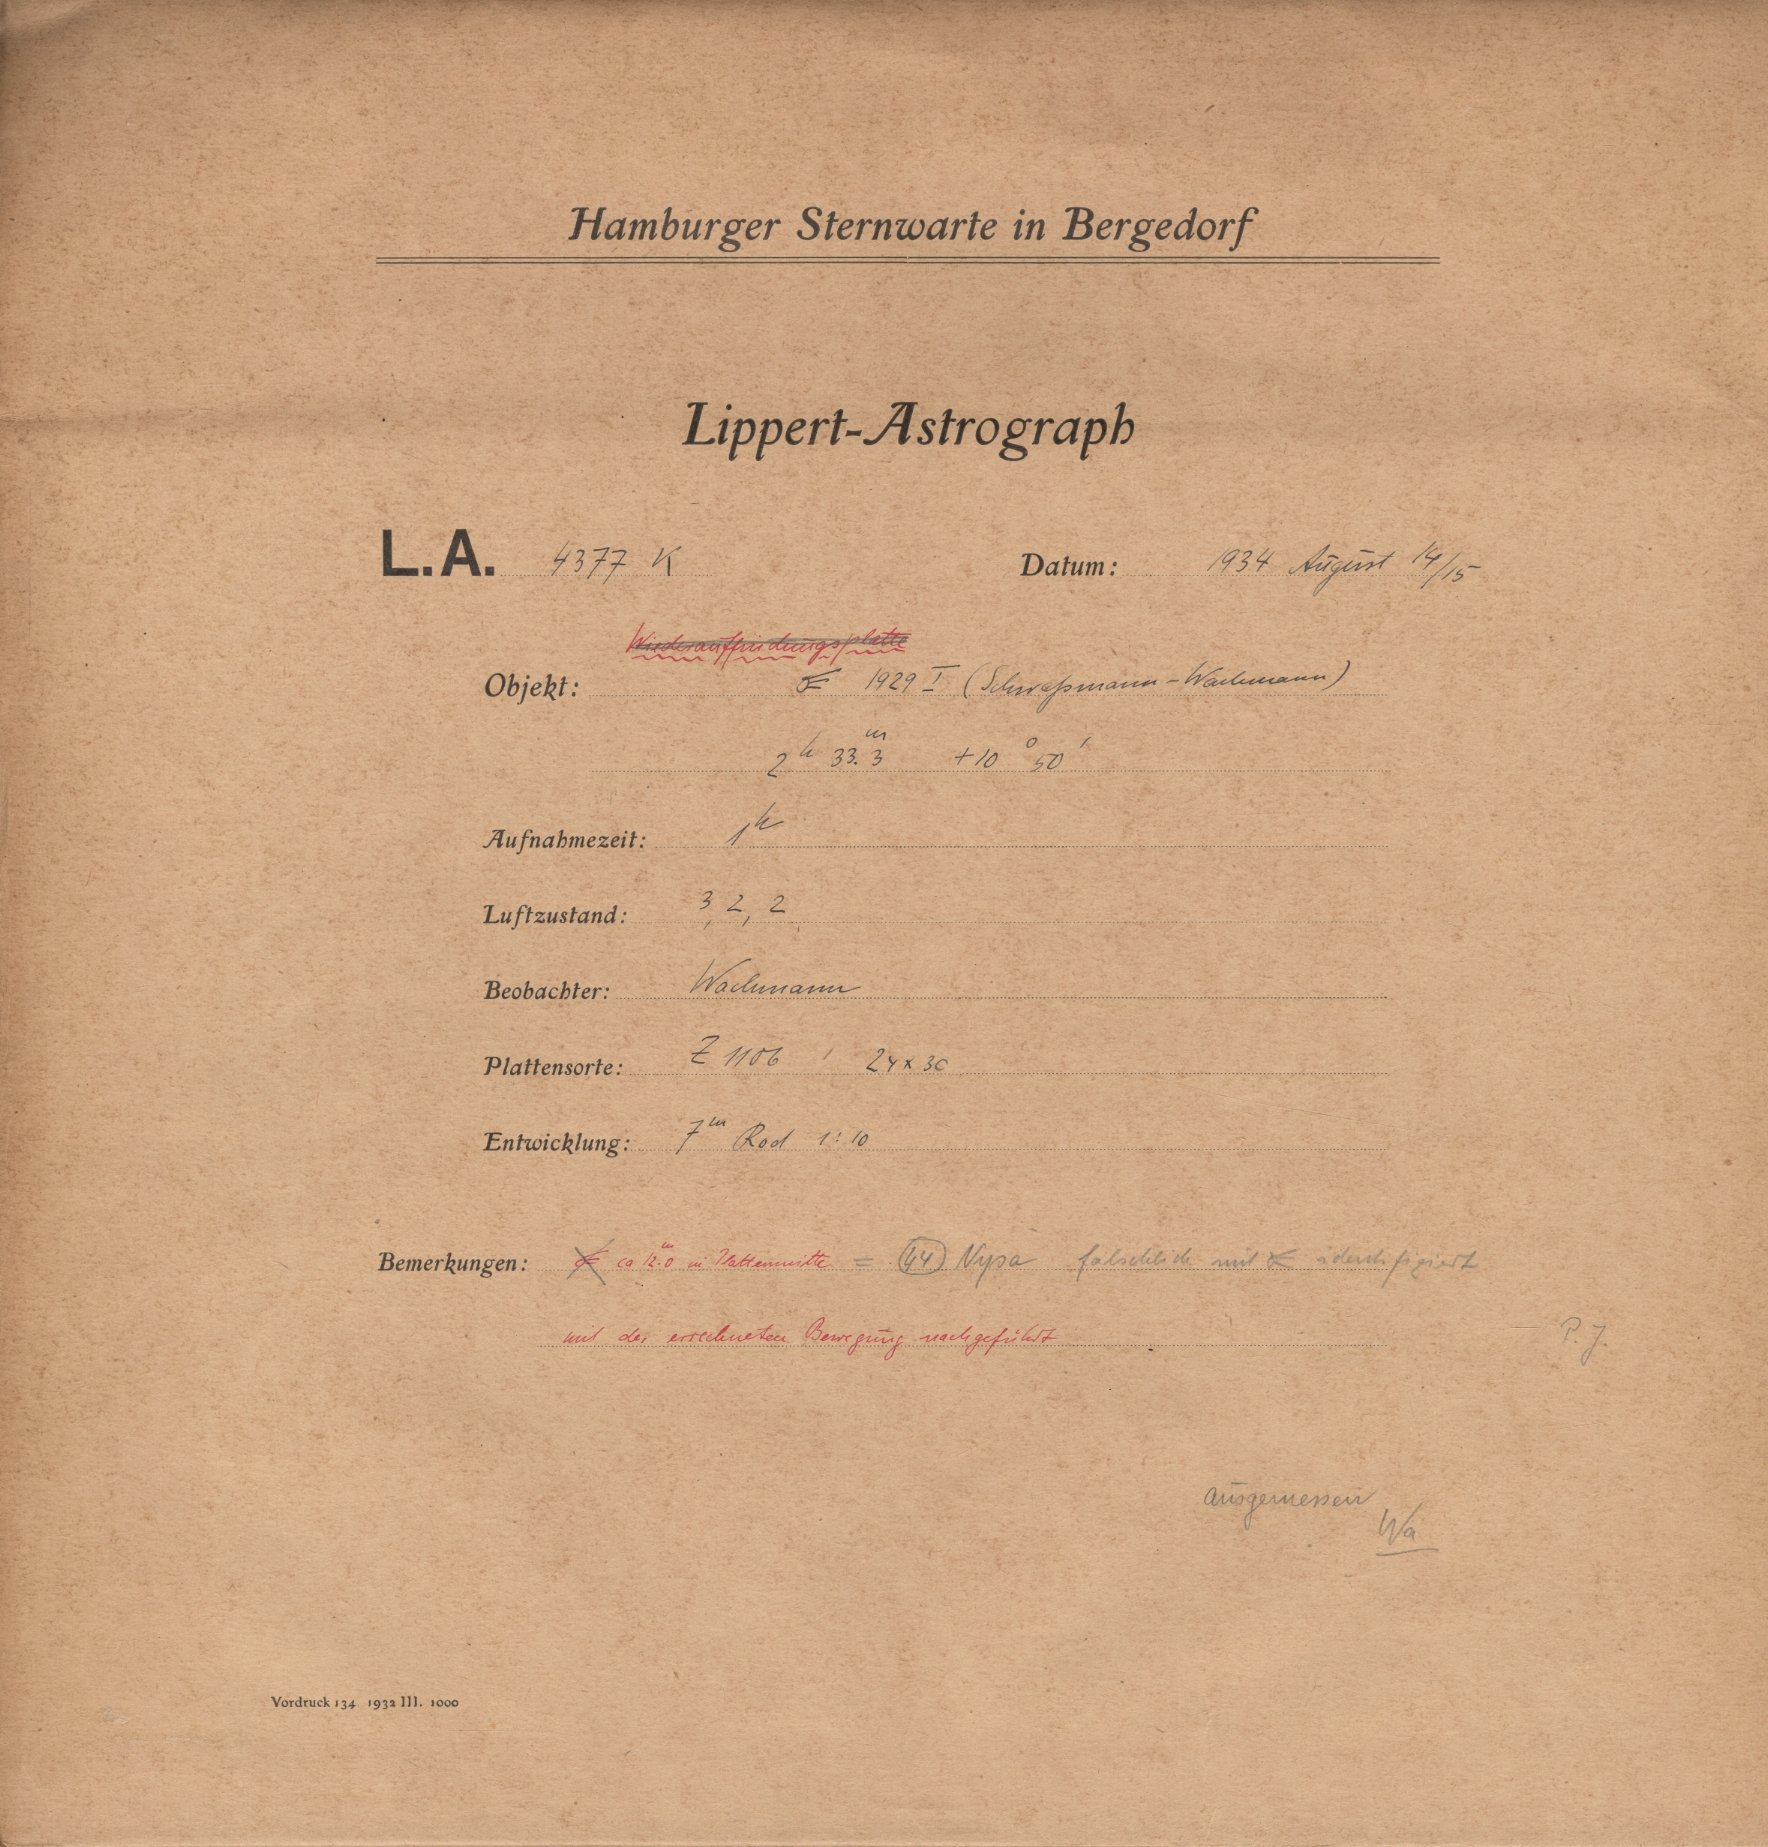 Hamburger Sternwarte in Bergedorf
Lippert-Astrograph
L.A. 4377 K Datum: 1934 August 14/15
Wiederauffindungsplatte
Objekt: ☄ 1929 I (Schwaßmann-Wachmann)
2ʰ 33.ᵐ3 +10° 50'
Aufnahmezeit: 1ʰ
Luftzustand: 3, 2, 2
Beobachter: Wachmann
Plattensorte: Z 1106, 24 x 30
Entwicklung: 7ᵐ Rod 1:10
Bemerkungen: ☄ ca 12.ᵐ0 in Plattenmitte = (44) Nysa fälschlich mit ☄ identifiziert
mit der errechneten Bewegung nachgeführt P. J.
Ausgemessen
Wa
Vordruck 134 1932 III. 1000